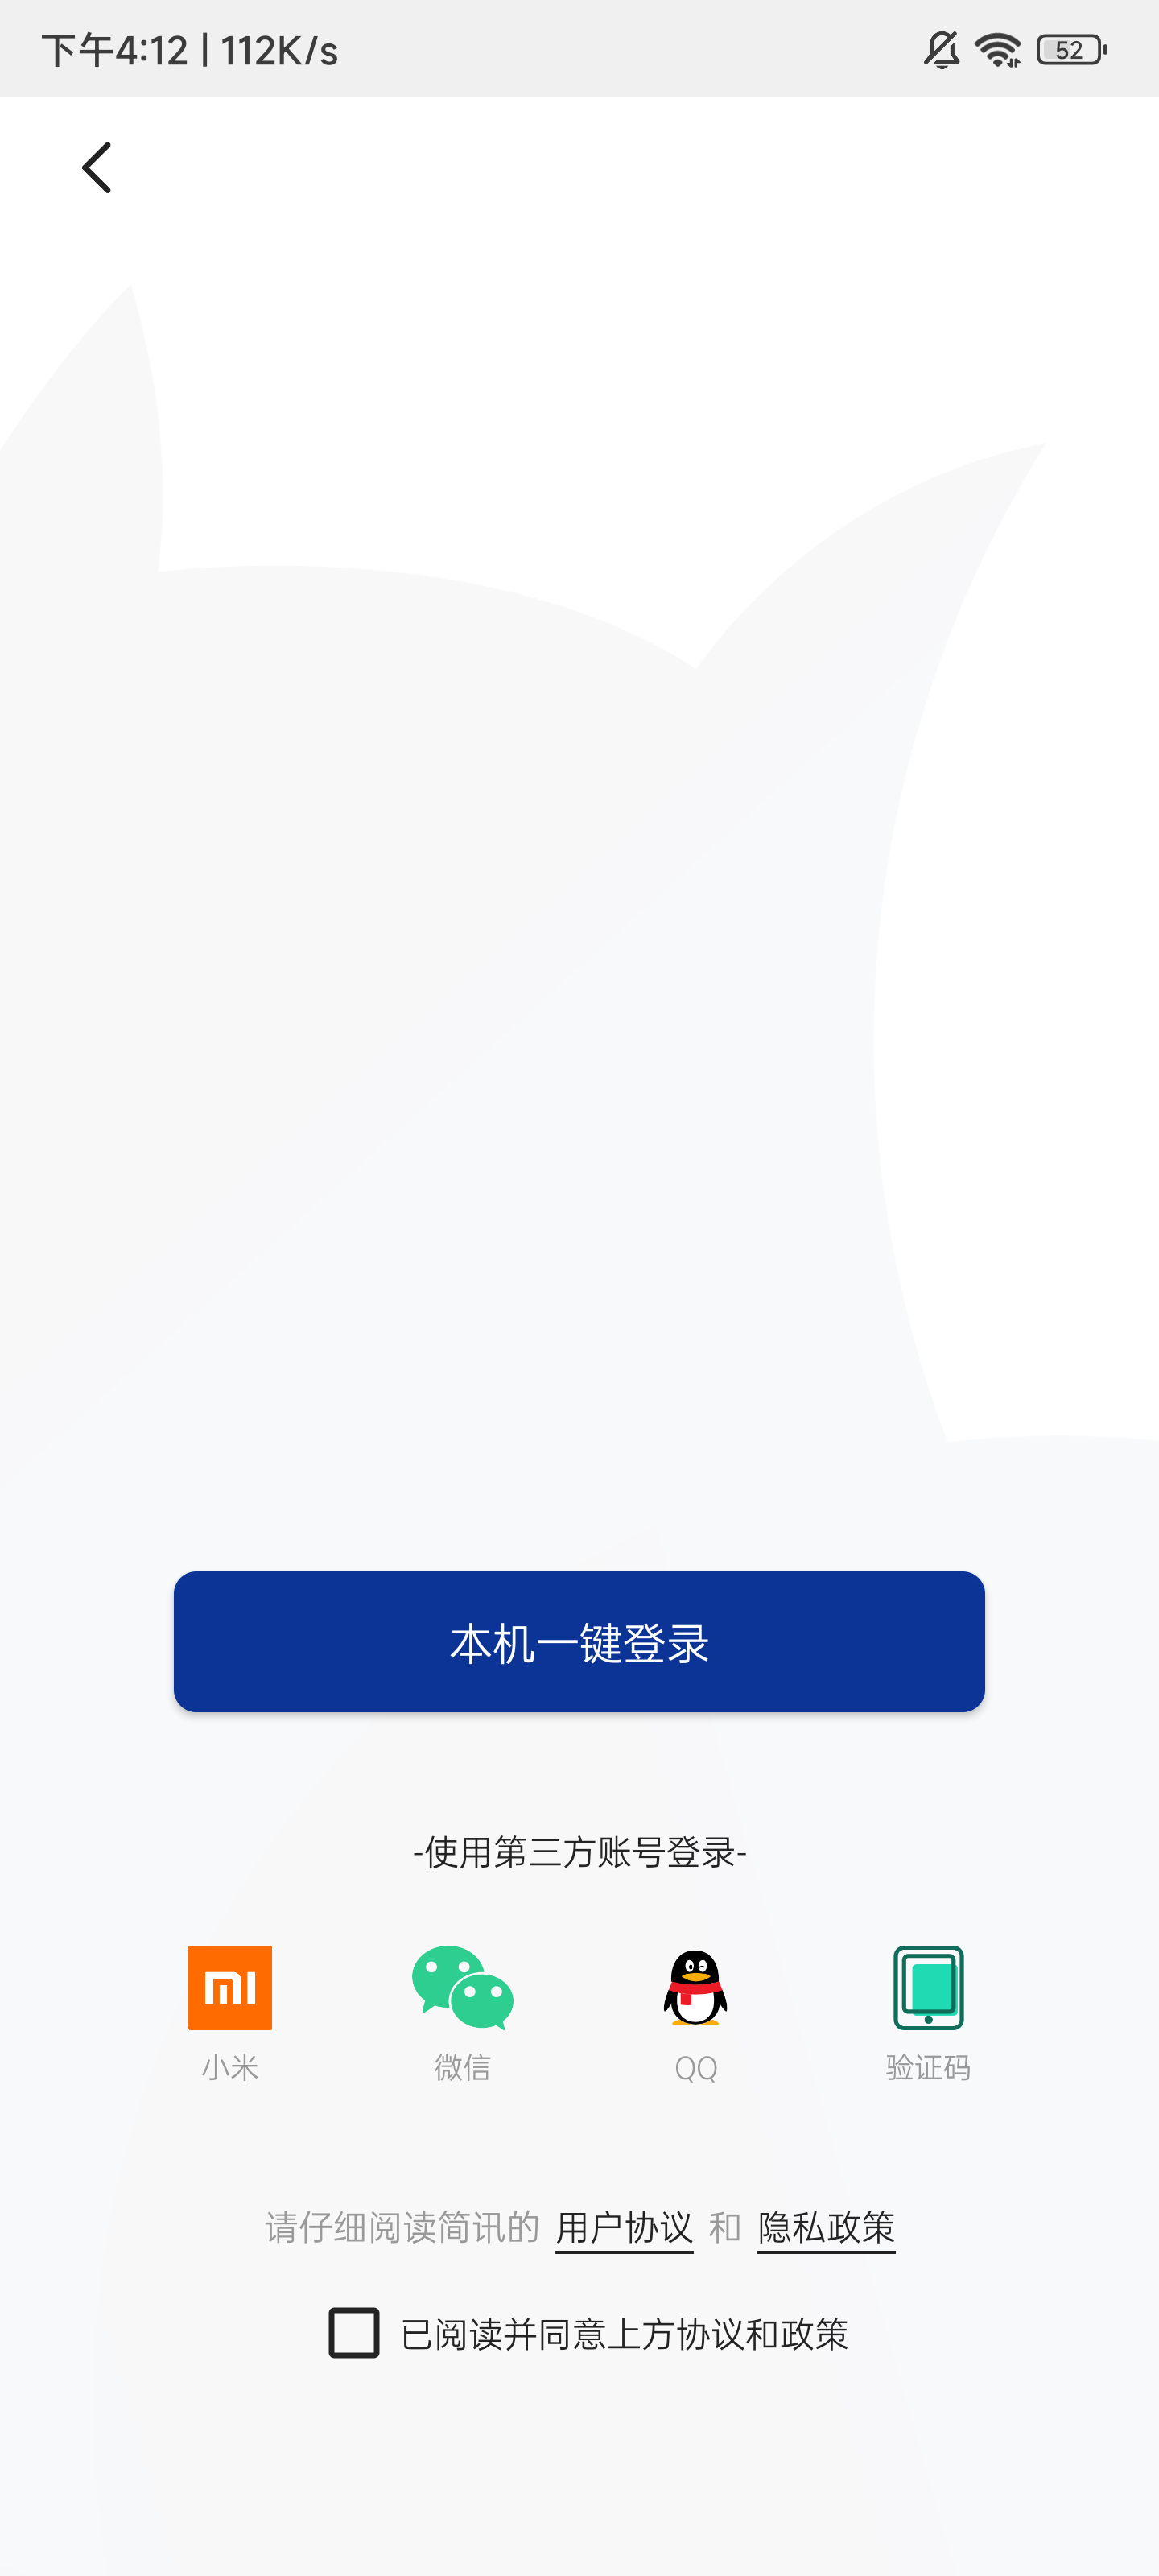 下午4:12 | 112K/s
52
本机一键登录
-使用第三方账号登录-
小米 微信 QQ 验证码
请仔细阅读简讯的 用户协议 和 隐私政策
已阅读并同意上方协议和政策